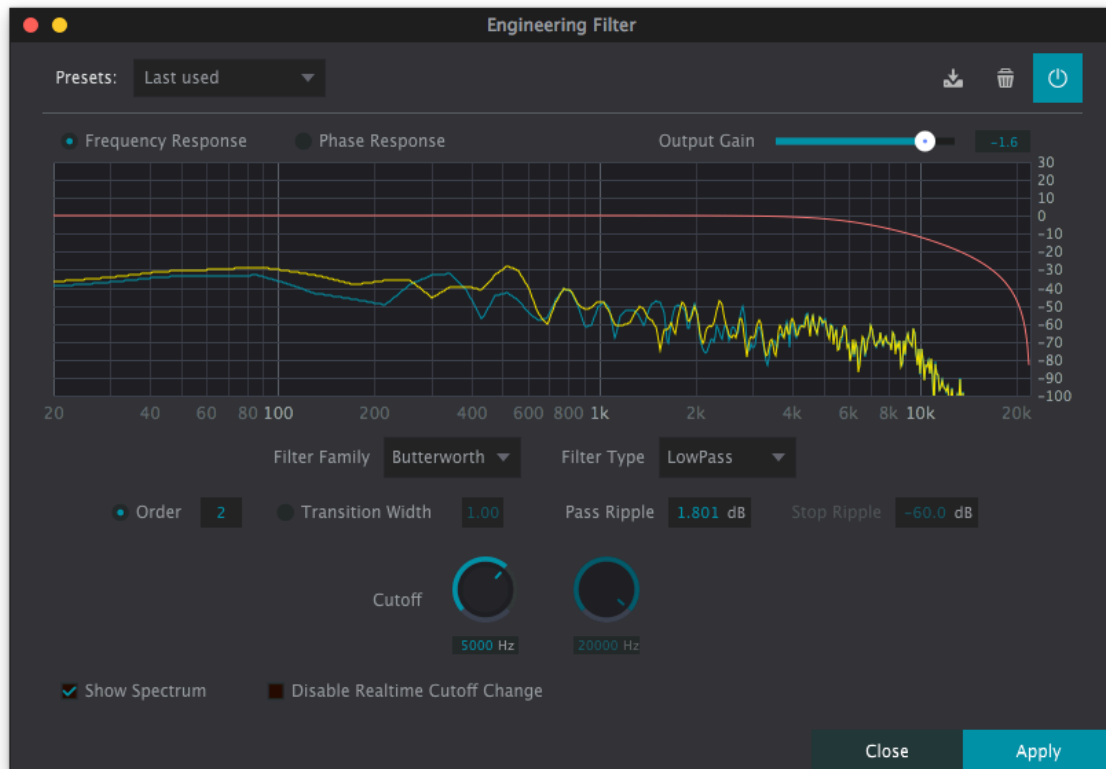 Engineering Filter
Presets: Last used
Frequency Response Phase Response Output Gain -1.6
30
20
10
0
-10
-20
-30
-40
-50
-60
-70
-80
-90
-100
20 40 60 80 100 200 400 600 800 1k 2k 4k 6k 8k 10k 20k
Filter Family Butterworth Filter Type LowPass
Order 2 Transition Width 1.00 Pass Ripple 1.801 dB Stop Ripple -60.0 dB
Cutoff
5000 Hz 20000 Hz
Show Spectrum Disable Realtime Cutoff Change
Close Apply